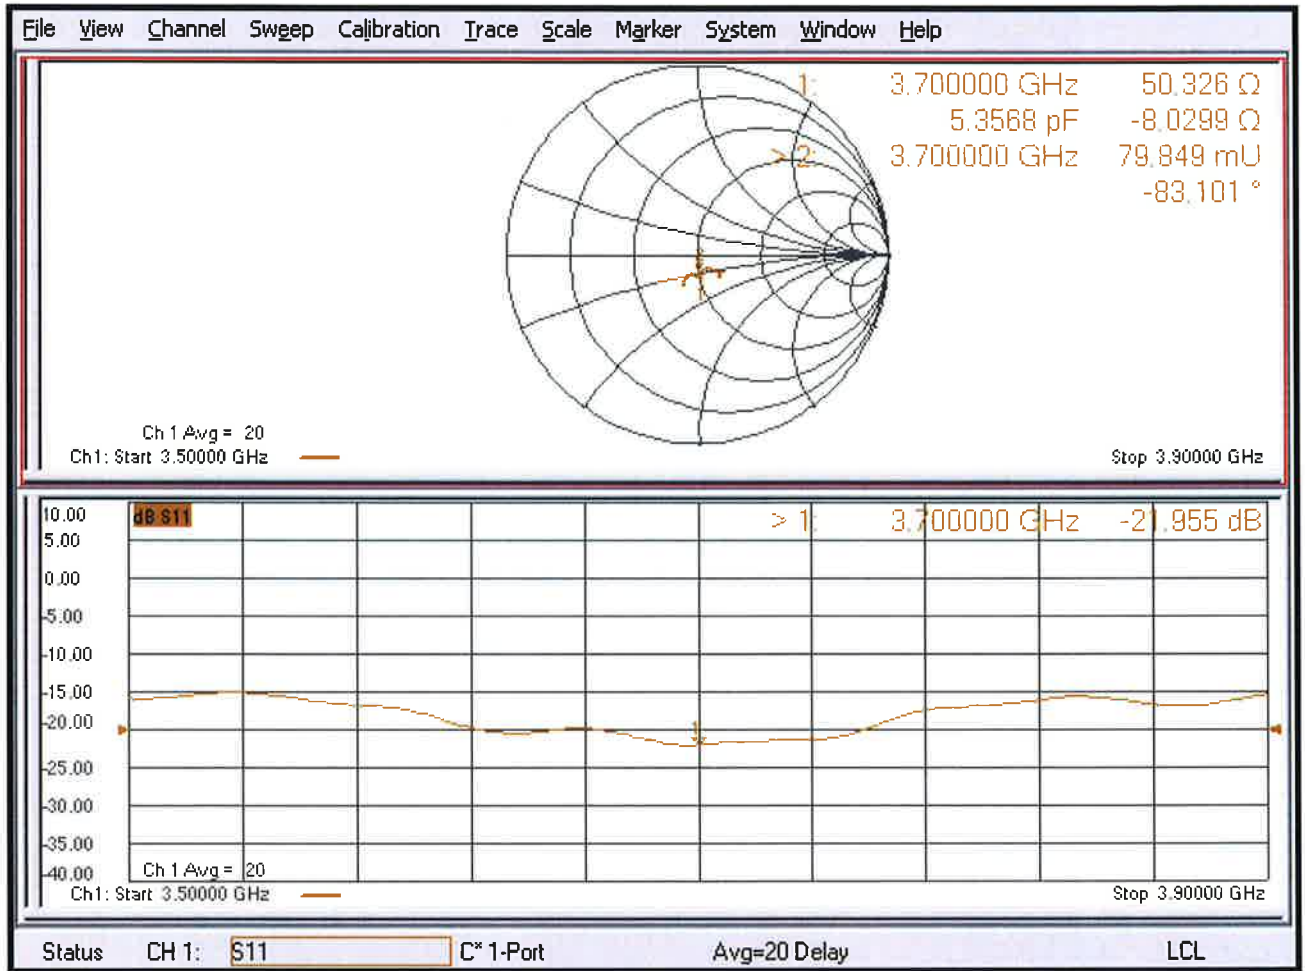 File View Channel Sweep Calibration Trace Scale Marker System Window Help
1: 3.700000 GHz 50.326 Ω
5.3568 pF -8.0299 Ω
> 2: 3.700000 GHz 79.849 mU
-83.101 °
1
Ch 1 Avg = 20
Ch1: Start 3.50000 GHz
Stop 3.90000 GHz
10.00
dB S11
> 1: 3.700000 GHz -21.955 dB
5.00
0.00
-5.00
-10.00
-15.00
-20.00
1
-25.00
-30.00
-35.00
-40.00
Ch 1 Avg = 20
Ch1: Start 3.50000 GHz
Stop 3.90000 GHz
Status CH 1: S11 C* 1-Port Avg=20 Delay LCL